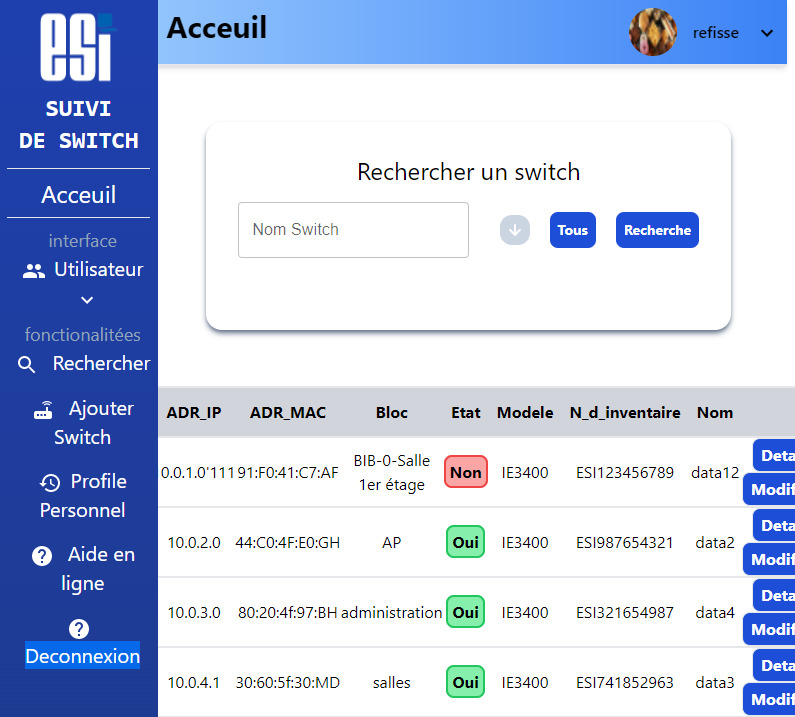 esi
SUIVI
DE SWITCH
Acceuil
interface
Utilisateur
fonctionalitées
Rechercher
Ajouter
Switch
Profile
Personnel
Aide en
ligne
Deconnexion
Acceuil
refisse
Rechercher un switch
Nom Switch
Tous
Recherche
ADR_IP ADR_MAC Bloc Etat Modele N_d_inventaire Nom
0.0.1.0'111 91:F0:41:C7:AF BIB-0-Salle 1er étage Non IE3400 ESI123456789 data12 Deta
Modif
10.0.2.0 44:C0:4F:E0:GH AP Oui IE3400 ESI987654321 data2 Deta
Modif
10.0.3.0 80:20:4f:97:BH administration Oui IE3400 ESI321654987 data4 Deta
Modif
10.0.4.1 30:60:5f:30:MD salles Oui IE3400 ESI741852963 data3 Deta
Modif